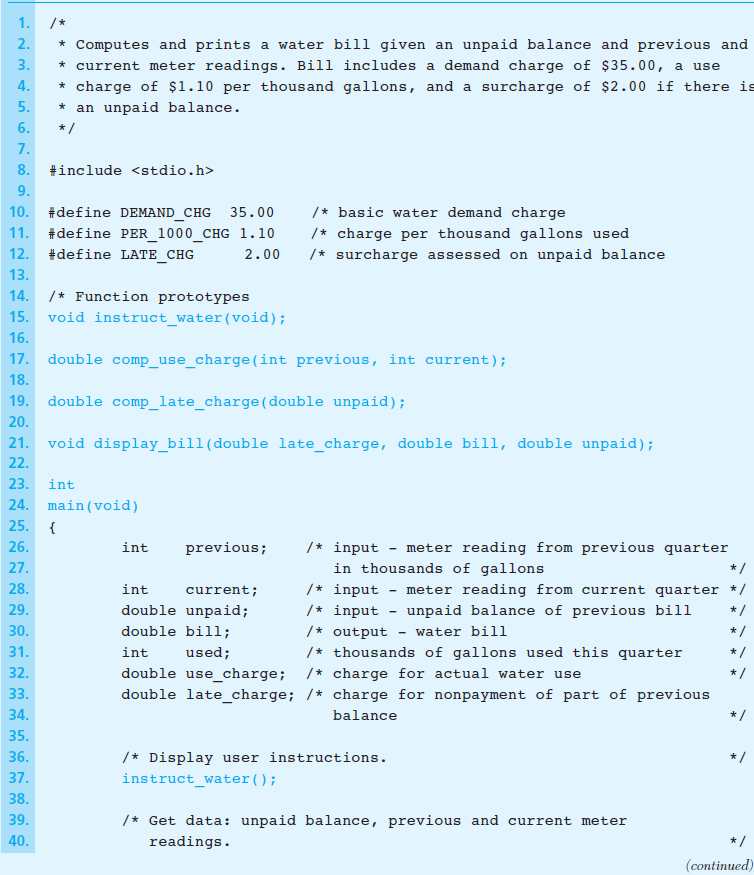 1. /*
2. * Computes and prints a water bill given an unpaid balance and previous and
3. * current meter readings. Bill includes a demand charge of $35.00, a use
4. * charge of $1.10 per thousand gallons, and a surcharge of $2.00 if there is
5. * an unpaid balance.
6. */
7.
8. #include <stdio.h>
9.
10. #define DEMAND_CHG 35.00 /* basic water demand charge
11. #define PER_1000_CHG 1.10 /* charge per thousand gallons used
12. #define LATE_CHG 2.00 /* surcharge assessed on unpaid balance
13.
14. /* Function prototypes
15. void instruct_water(void);
16.
17. double comp_use_charge(int previous, int current);
18.
19. double comp_late_charge(double unpaid);
20.
21. void display_bill(double late_charge, double bill, double unpaid);
22.
23. int
24. main(void)
25. {
26. int previous; /* input - meter reading from previous quarter
27. in thousands of gallons */
28. int current; /* input - meter reading from current quarter */
29. double unpaid; /* input - unpaid balance of previous bill */
30. double bill; /* output - water bill */
31. int used; /* thousands of gallons used this quarter */
32. double use_charge; /* charge for actual water use */
33. double late_charge; /* charge for nonpayment of part of previous
34. balance */
35.
36. /* Display user instructions. */
37. instruct_water();
38.
39. /* Get data: unpaid balance, previous and current meter
40. readings. */
(continued)